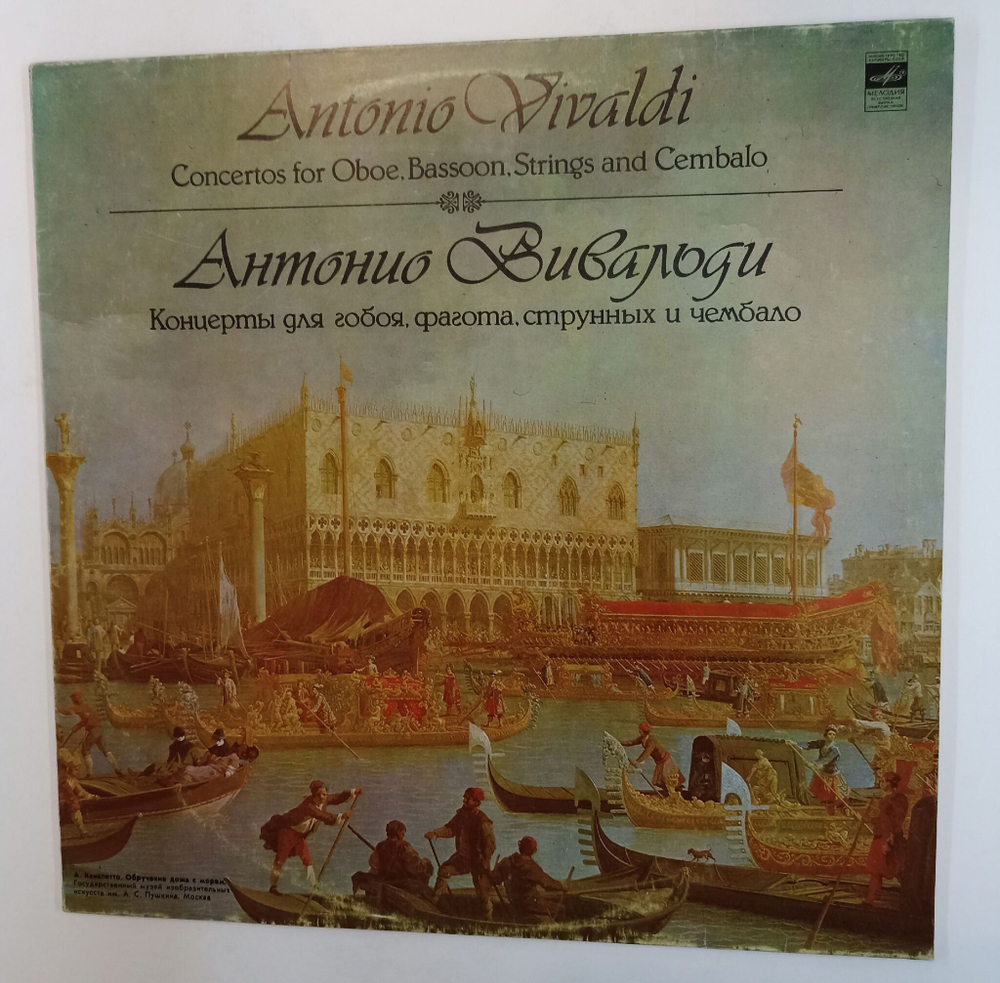 Antonio Vivaldi
Concertos for Oboe, Bassoon, Strings and Cembalo
Антонио Вивальди
Концерты для гобоя, фагота, струнных и чембало
МЕЛОДИЯ
А. Каналетто. Обручение дожа с морем.
Государственный музей изобразительных
искусств им. А. С. Пушкина, Москва